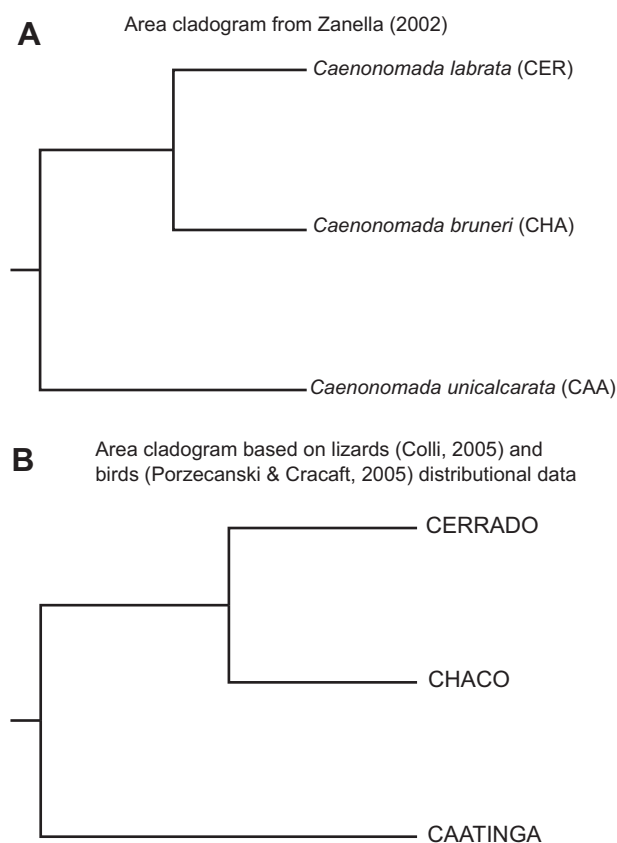 A
Area cladogram from Zanella (2002)
Caenonomada labrata (CER)
Caenonomada bruneri (CHA)
Caenonomada unicalcarata (CAA)
B
Area cladogram based on lizards (Colli, 2005) and
birds (Porzecanski & Cracaft, 2005) distributional data
CERRADO
CHACO
CAATINGA